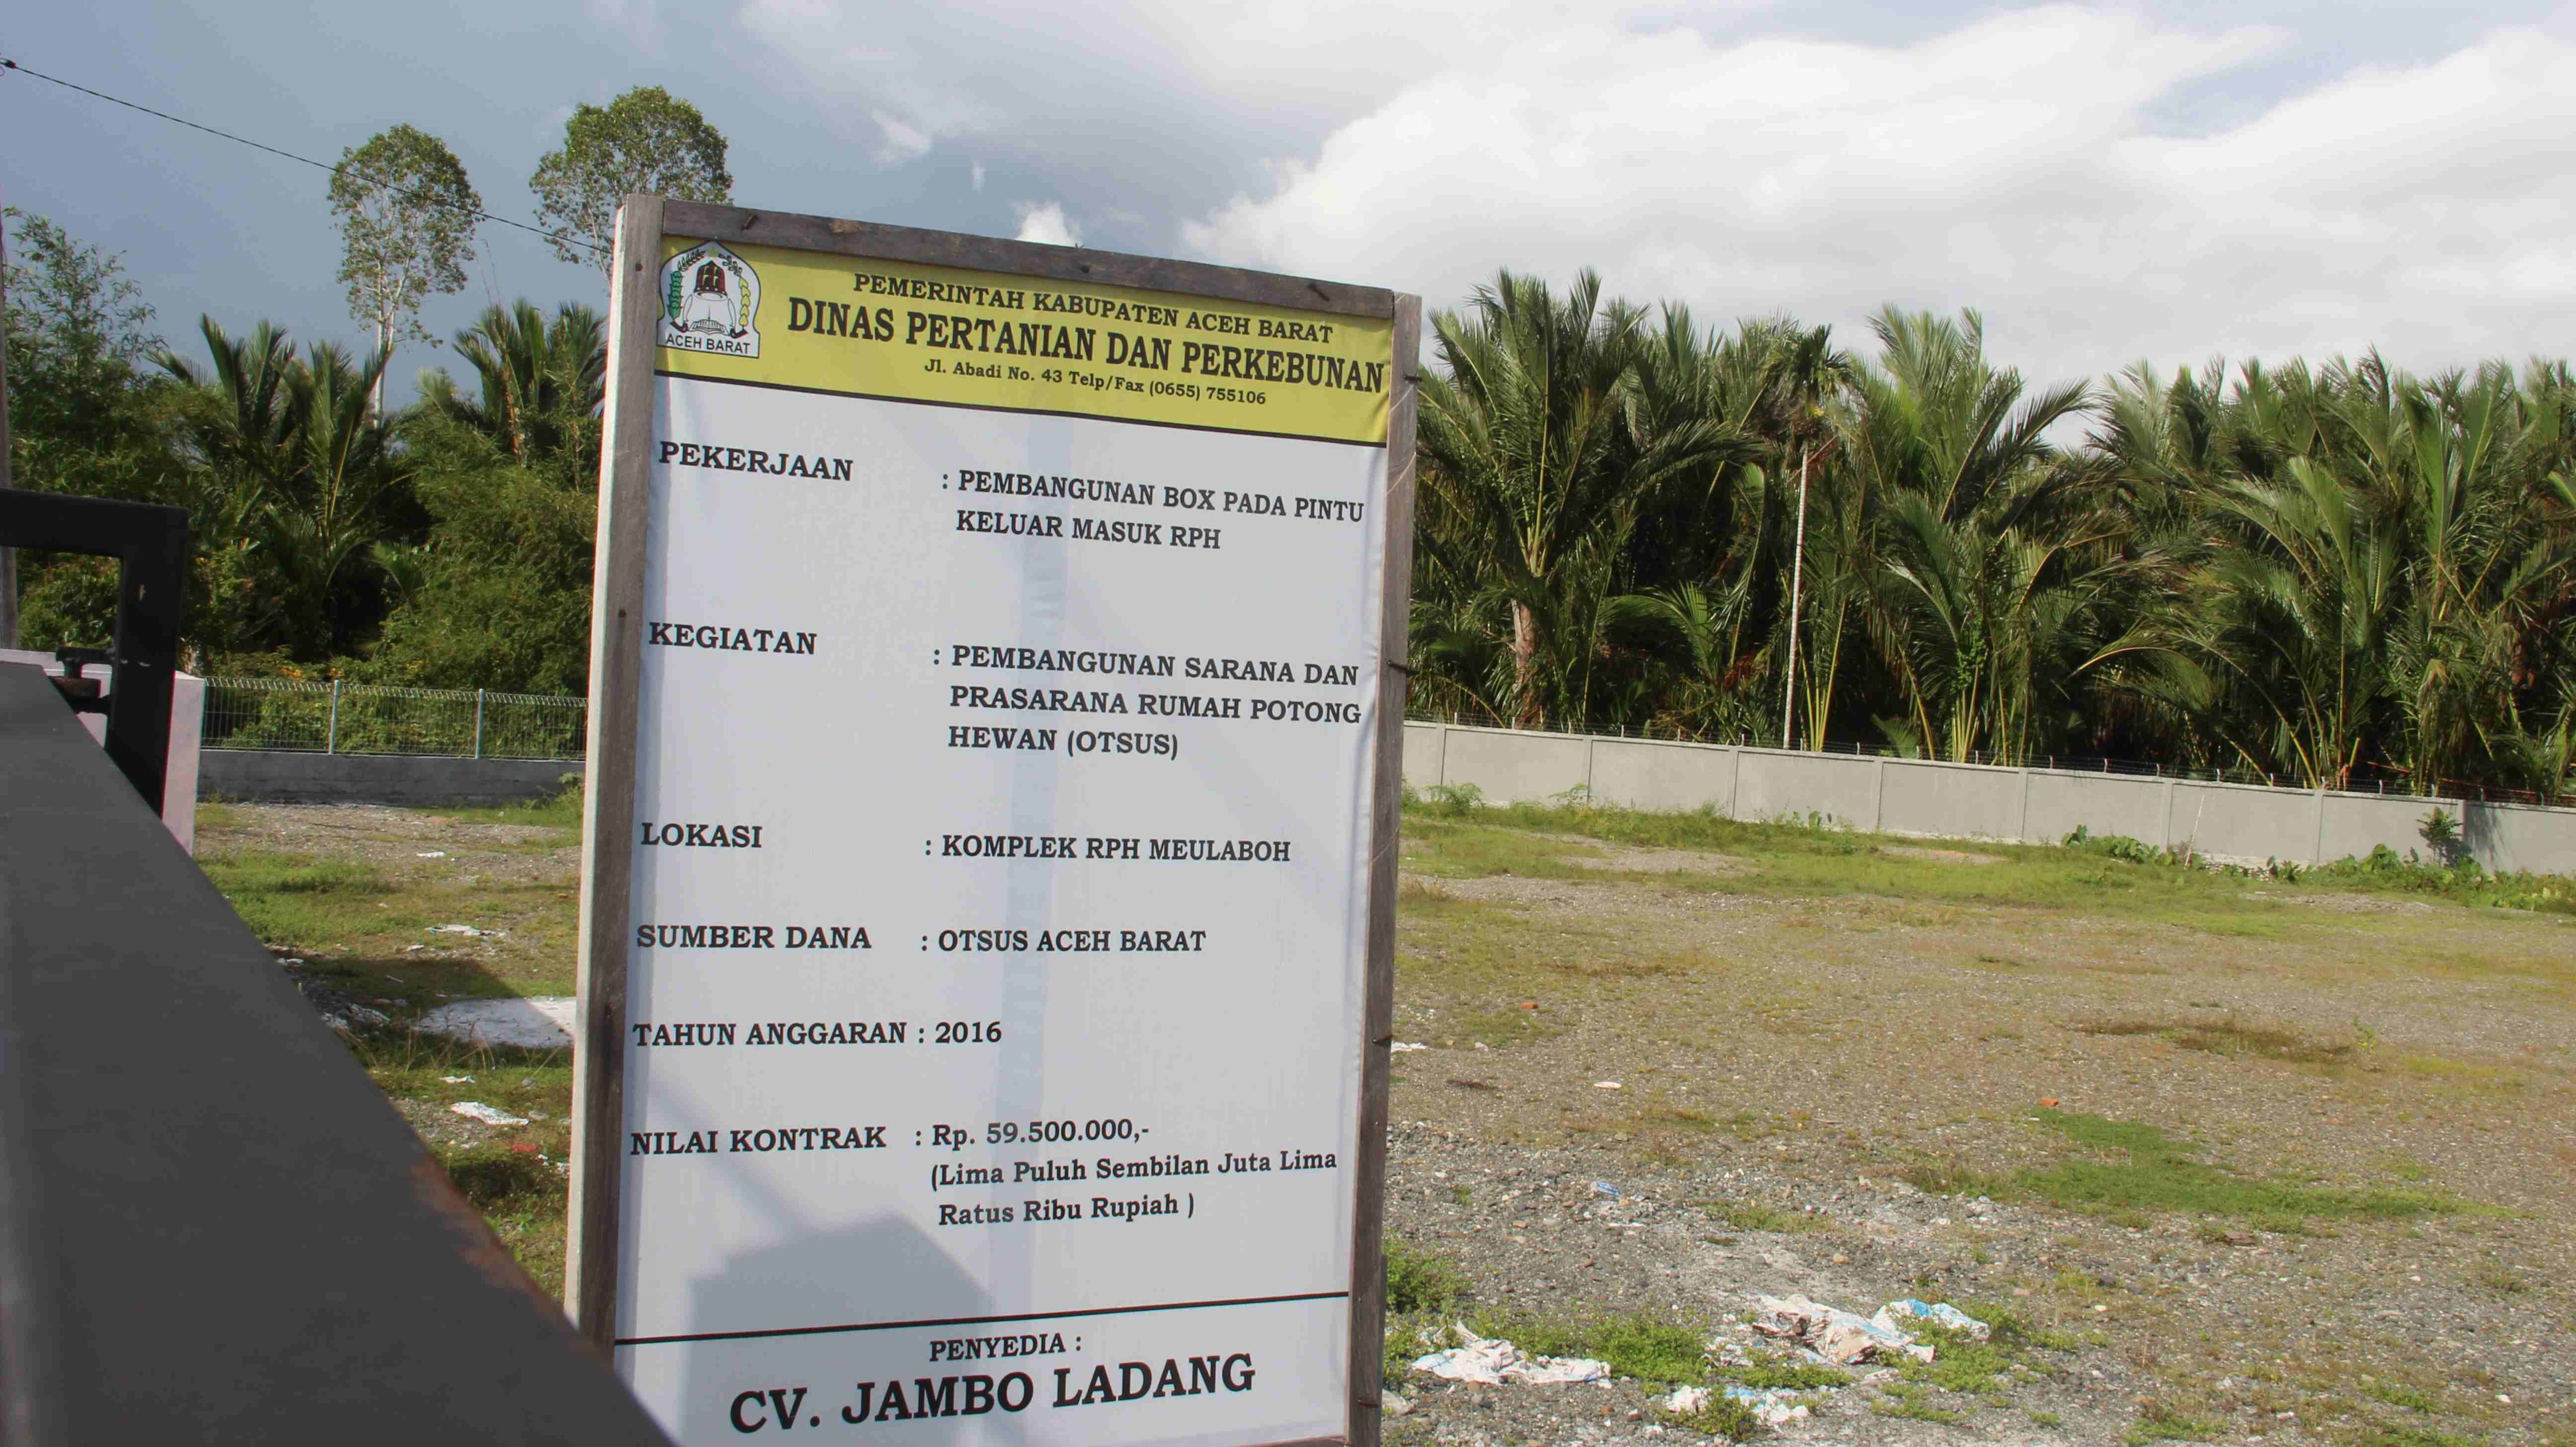 PEMERINTAH KABUPATEN ACEH BARAT
DINAS PERTANIAN DAN PERKEBUNAN
Jl. Abadi No. 43 Telp/Fax (0655) 755106
ACEH BARAT
PEKERJAAN : PEMBANGUNAN BOX PADA PINTU
KELUAR MASUK RPH
KEGIATAN : PEMBANGUNAN SARANA DAN
PRASARANA RUMAH POTONG
HEWAN (OTSUS)
LOKASI : KOMPLEK RPH MEULABOH
SUMBER DANA : OTSUS ACEH BARAT
TAHUN ANGGARAN : 2016
NILAI KONTRAK : Rp. 59.500.000,-
(Lima Puluh Sembilan Juta Lima
Ratus Ribu Rupiah )
PENYEDIA :
CV. JAMBO LADANG